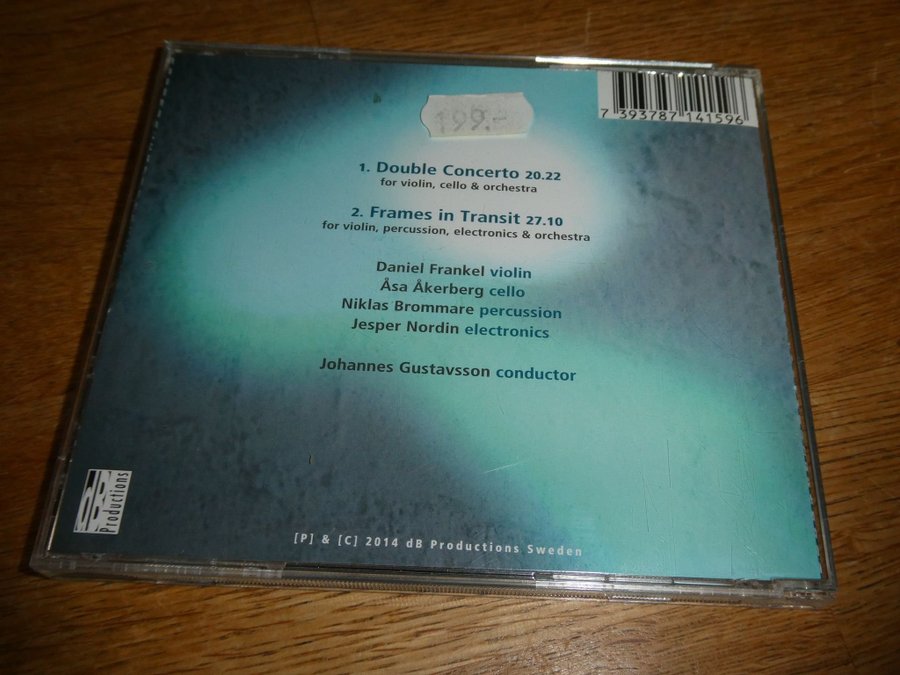 199.-
7 393787 141596
1. Double Concerto 20.22
for violin, cello & orchestra
2. Frames in Transit 27.10
for violin, percussion, electronics & orchestra
Daniel Frankel violin
Åsa Åkerberg cello
Niklas Brommare percussion
Jesper Nordin electronics
Johannes Gustavsson conductor
dB Productions
[P] & [C] 2014 dB Productions Sweden